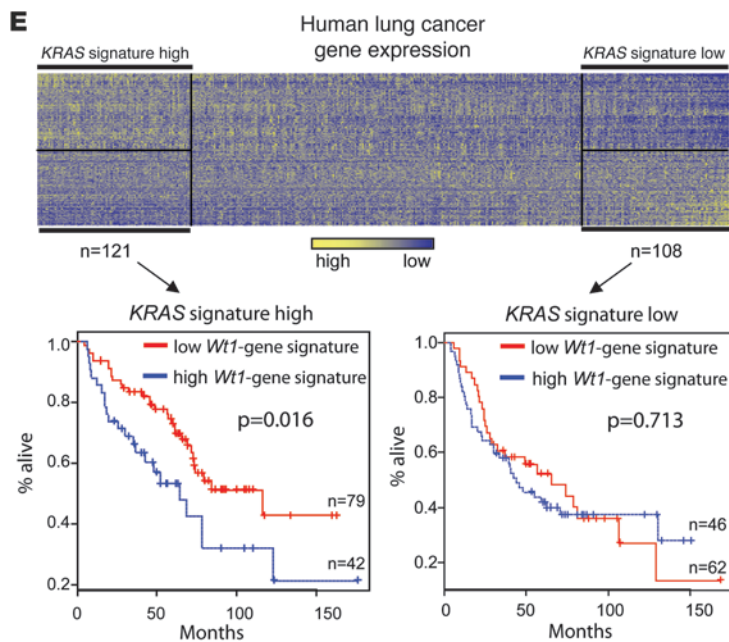 E
Human lung cancer
gene expression
KRAS signature high
KRAS signature low
n=121
high low
n=108
KRAS signature high
low Wt1-gene signature
high Wt1-gene signature
p=0.016
n=79
n=42
% alive
1.0
0.8
0.6
0.4
0.2
0 50 100 150
Months
KRAS signature low
low Wt1-gene signature
high Wt1-gene signature
p=0.713
n=46
n=62
% alive
1.0
0.8
0.6
0.4
0.2
0 50 100 150
Months